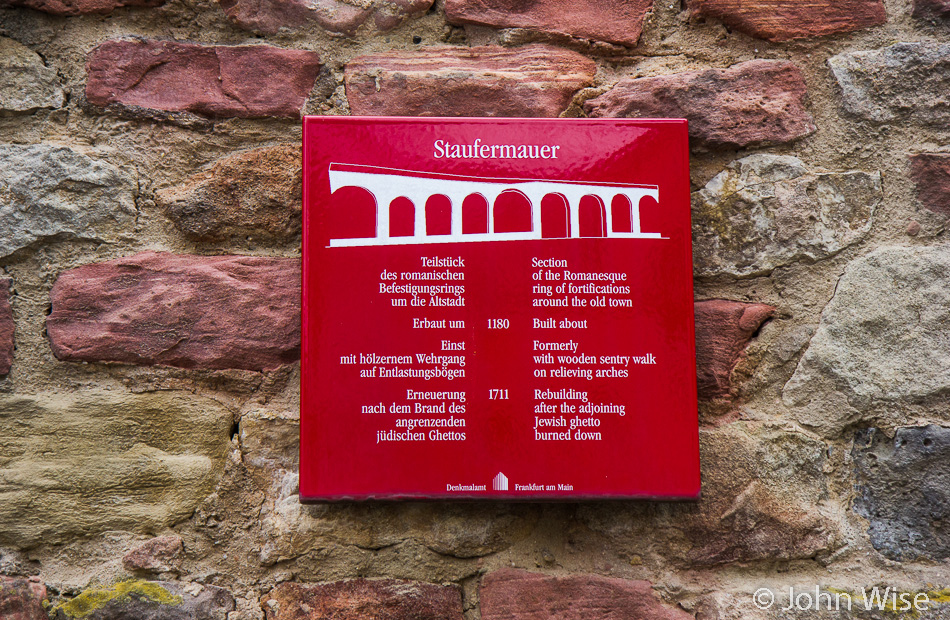 Staufermauer
Teilstück
des romanischen
Befestigungsrings
um die Altstadt
Section
of the Romanesque
ring of fortifications
around the old town
Erbaut um 1180 Built about
Einst
mit hölzernem Wehrgang
auf Entlastungsbögen
Formerly
with wooden sentry walk
on relieving arches
Erneuerung
nach dem Brand des
angrenzenden
jüdischen Ghettos
1711
Rebuilding
after the adjoining
Jewish ghetto
burned down
Denkmalamt Frankfurt am Main
© John Wise